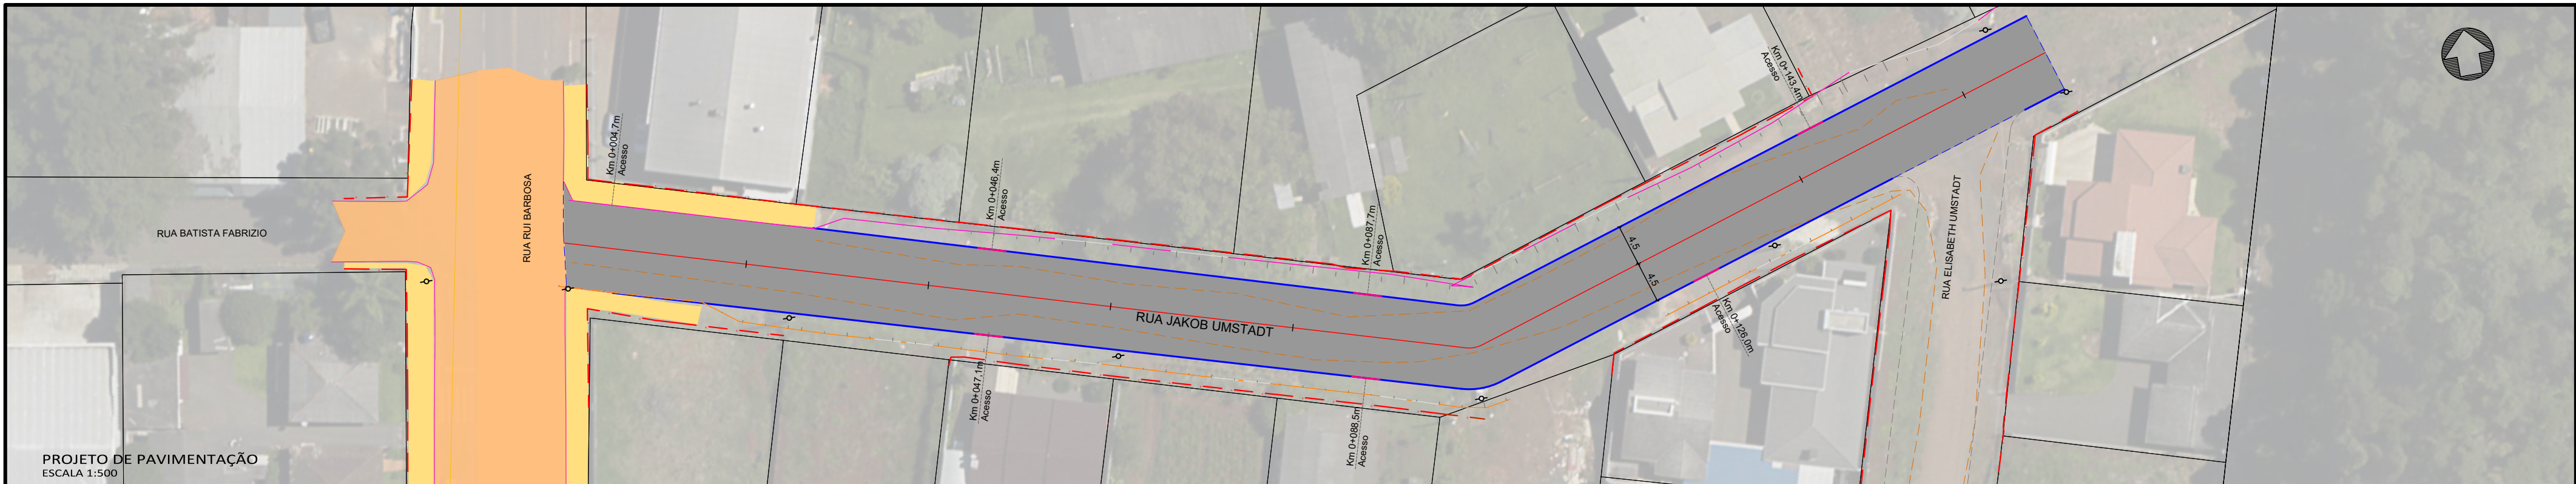 Km 0+004,7m
Acesso
Km 0+046,4m
Acesso
Km 0+087,7m
Acesso
Km 0+143,4m
Acesso
RUA BATISTA FABRIZIO
RUA RUI BARBOSA
RUA JAKOB UMSTADT
4,5
4,5
RUA ELISABETH UMSTADT
Km 0+047,1m
Acesso
Km 0+088,5m
Acesso
Km 0+126,0m
Acesso
PROJETO DE PAVIMENTAÇÃO
ESCALA 1:500